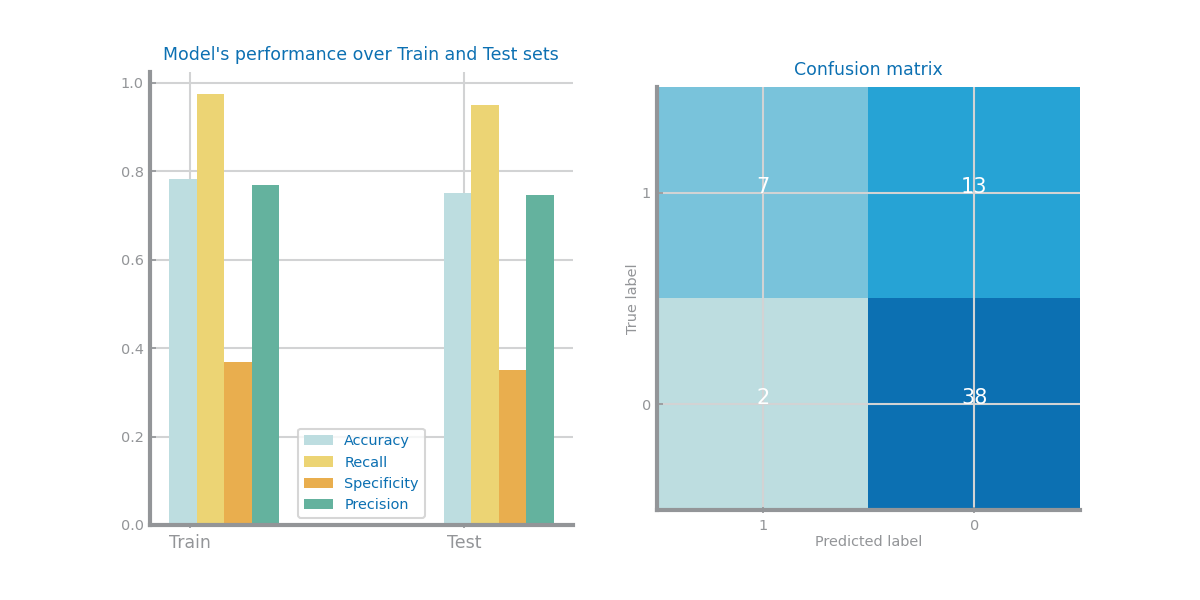 Model's performance over Train and Test sets
1.0
0.8
0.6
0.4
0.2
0.0
Train
Test
Accuracy
Recall
Specificity
Precision
Confusion matrix
True label
1
0
7
13
2
38
1
0
Predicted label